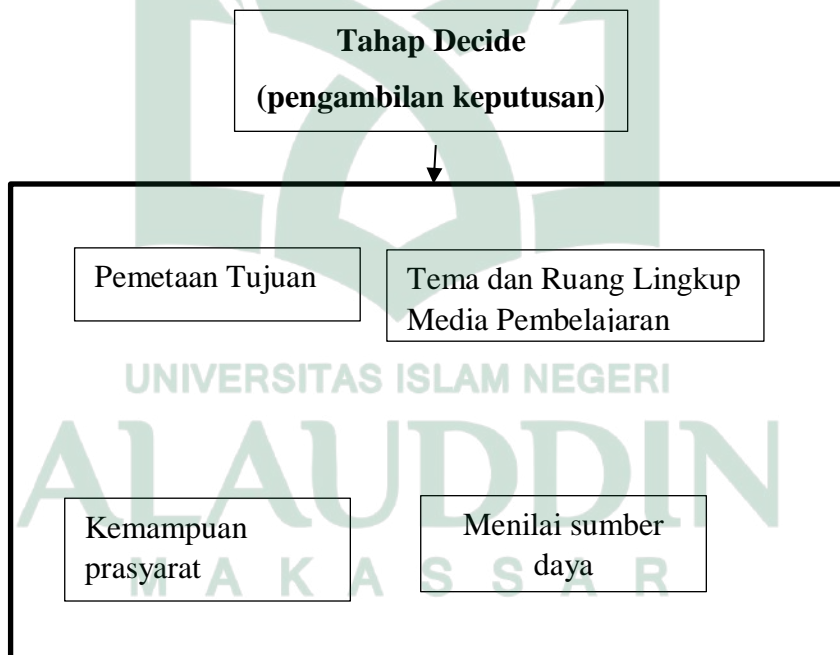 Tahap Decide
(pengambilan keputusan)
Pemetaan Tujuan
Tema dan Ruang Lingkup
Media Pembelajaran
UNIVERSITAS ISLAM NEGERI
ALAUDDIN
Kemampuan
prasyarat
Menilai sumber
daya
MAKASSAR